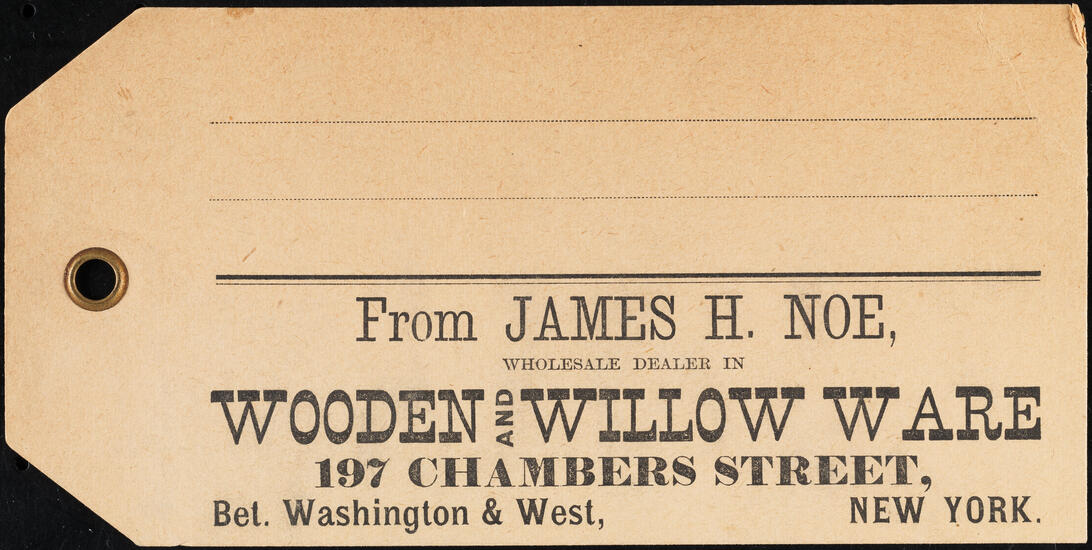 From JAMES H. NOE,
WHOLESALE DEALER IN
WOODEN AND WILLOW WARE
197 CHAMBERS STREET,
Bet. Washington & West, NEW YORK.